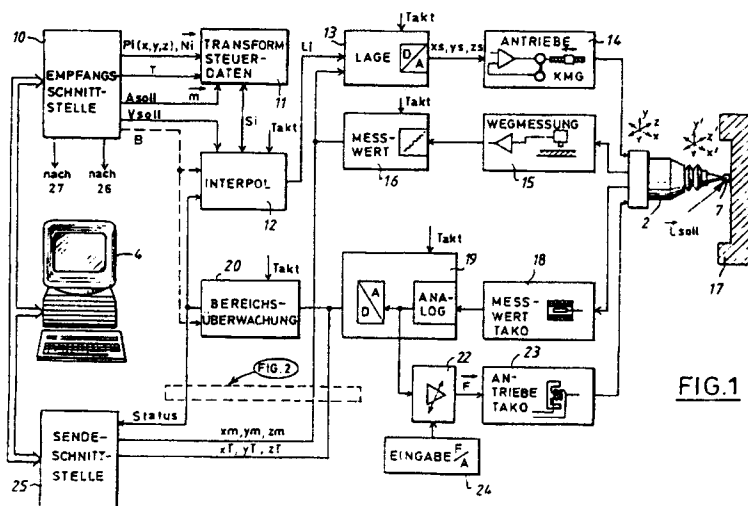 10
EMPFANGS
SCHNITT-
STELLE
Pi(x,y,z), Ni
T
Asoll
m
Vsoll
B
nach
27
nach
26
TRANSFORM
STEUER-
DATEN
11
Si
Takt
INTERPOL
12
Li
13
Takt
LAGE
D
A
xs, ys, zs
ANTRIEBE
14
KMG
Takt
MESS-
WERT
16
WEGMESSUNG
15
y
z
x
y'
z'
x'
2
7
L soll
17
4
20
Takt
BEREICHS-
ÜBERWACHUNG
Takt
19
A
D
ANA-
LOG
18
MESS-
WERT
TAKO
FIG.2
22
F
23
AN-
TRIEBE
TAKO
FIG.1
Status
xm, ym, zm
xT, yT, zT
SENDE-
SCHNITT-
STELLE
25
EINGABE F/A
24